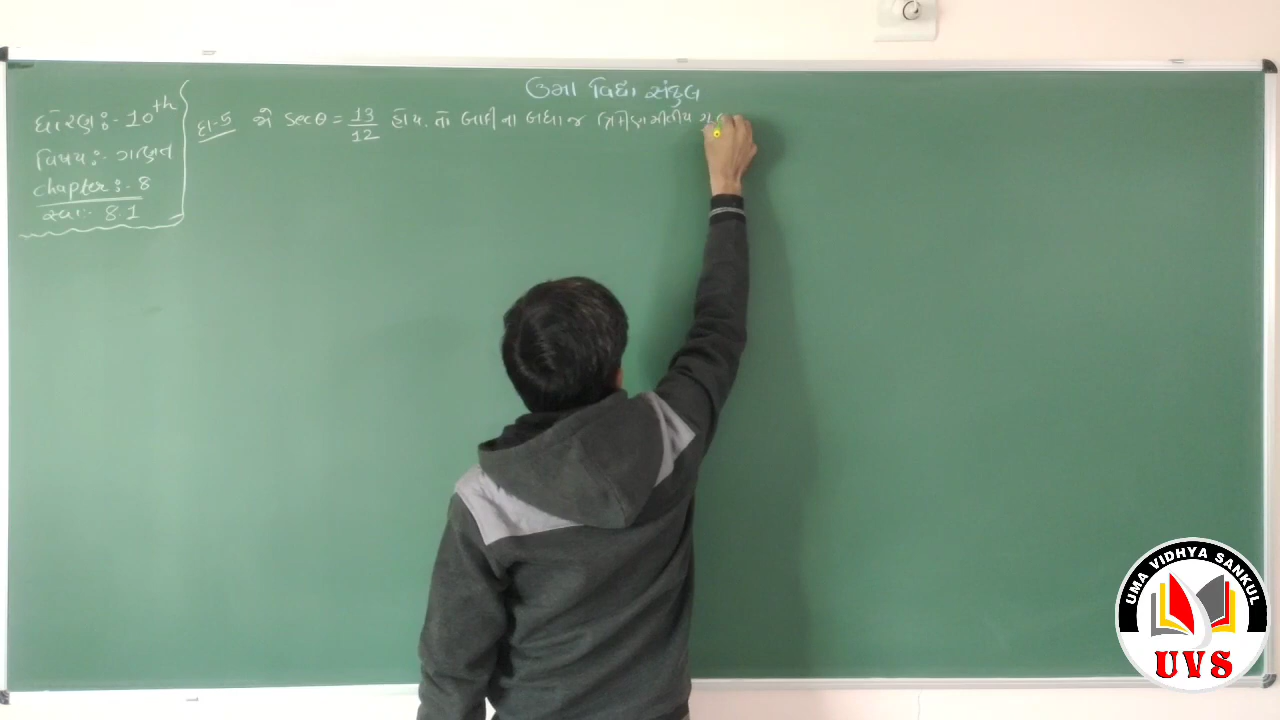 ઉમા વિદ્યા સંકુલ
ધોરણ :- 10th
વિષય :- ગણિત
chapter :- 8
સ્વા :- 8.1
દા-5 જો secθ = 13/12 હોય. તો બાકીના બધા જ ત્રિકોણમીતીય
UMA VIDHYA SANKUL
UVS